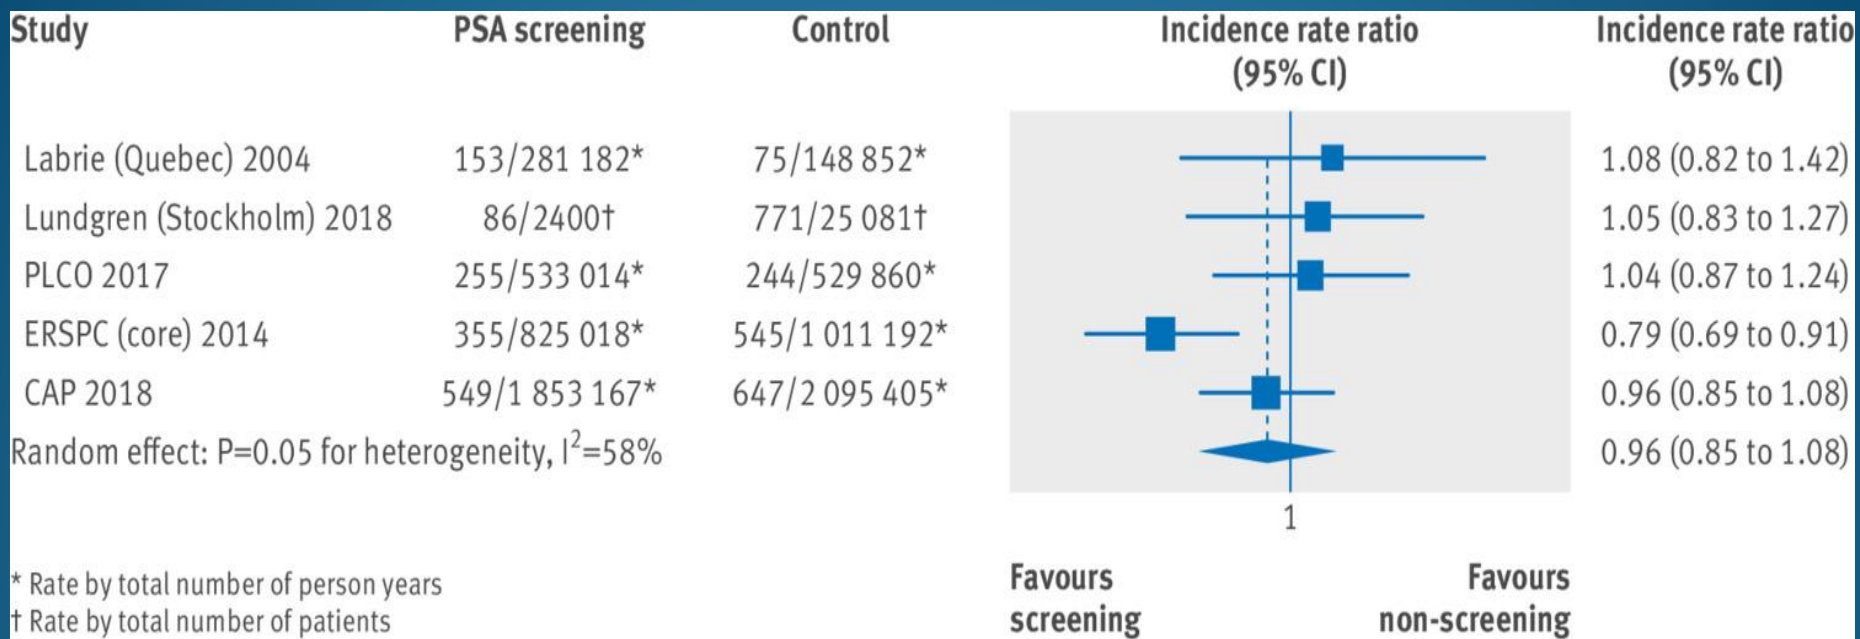 Study PSA screening Control Incidence rate ratio (95% CI) Incidence rate ratio (95% CI)
Labrie (Quebec) 2004 153/281 182* 75/148 852* 1.08 (0.82 to 1.42)
Lundgren (Stockholm) 2018 86/2400† 771/25 081† 1.05 (0.83 to 1.27)
PLCO 2017 255/533 014* 244/529 860* 1.04 (0.87 to 1.24)
ERSPC (core) 2014 355/825 018* 545/1 011 192* 0.79 (0.69 to 0.91)
CAP 2018 549/1 853 167* 647/2 095 405* 0.96 (0.85 to 1.08)
Random effect: P=0.05 for heterogeneity, I²=58% 0.96 (0.85 to 1.08)
1
Favours screening Favours non-screening
* Rate by total number of person years
† Rate by total number of patients